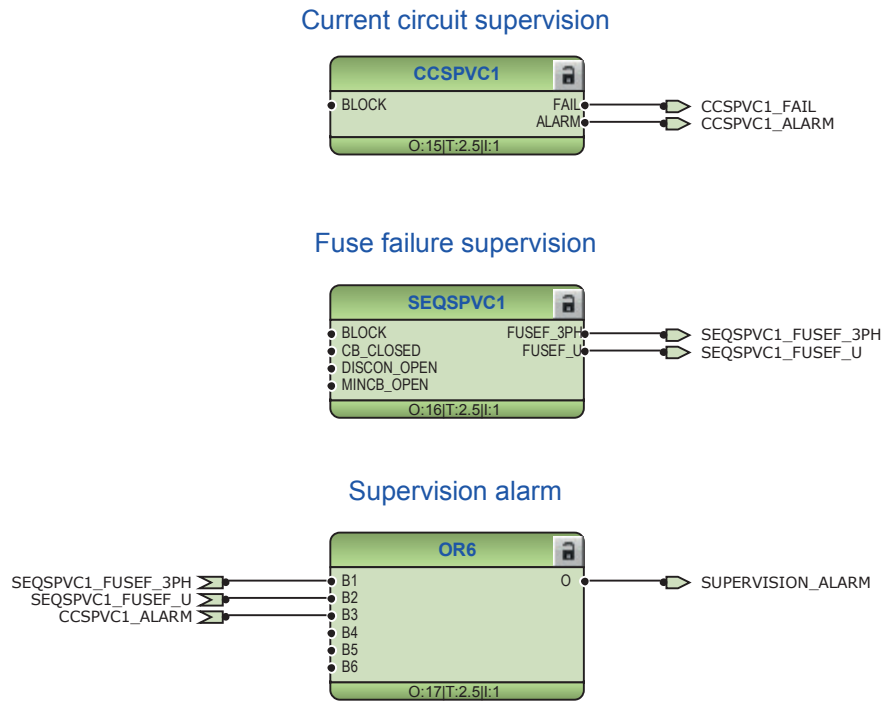 Current circuit supervision
CCSPVC1
BLOCK FAIL CCSPVC1_FAIL
ALARM CCSPVC1_ALARM
O:15|T:2.5|I:1
Fuse failure supervision
SEQSPVC1
BLOCK FUSEF_3PH SEQSPVC1_FUSEF_3PH
CB_CLOSED FUSEF_U SEQSPVC1_FUSEF_U
DISCON_OPEN
MINCB_OPEN
O:16|T:2.5|I:1
Supervision alarm
OR6
SEQSPVC1_FUSEF_3PH B1 O SUPERVISION_ALARM
SEQSPVC1_FUSEF_U B2
CCSPVC1_ALARM B3
B4
B5
B6
O:17|T:2.5|I:1